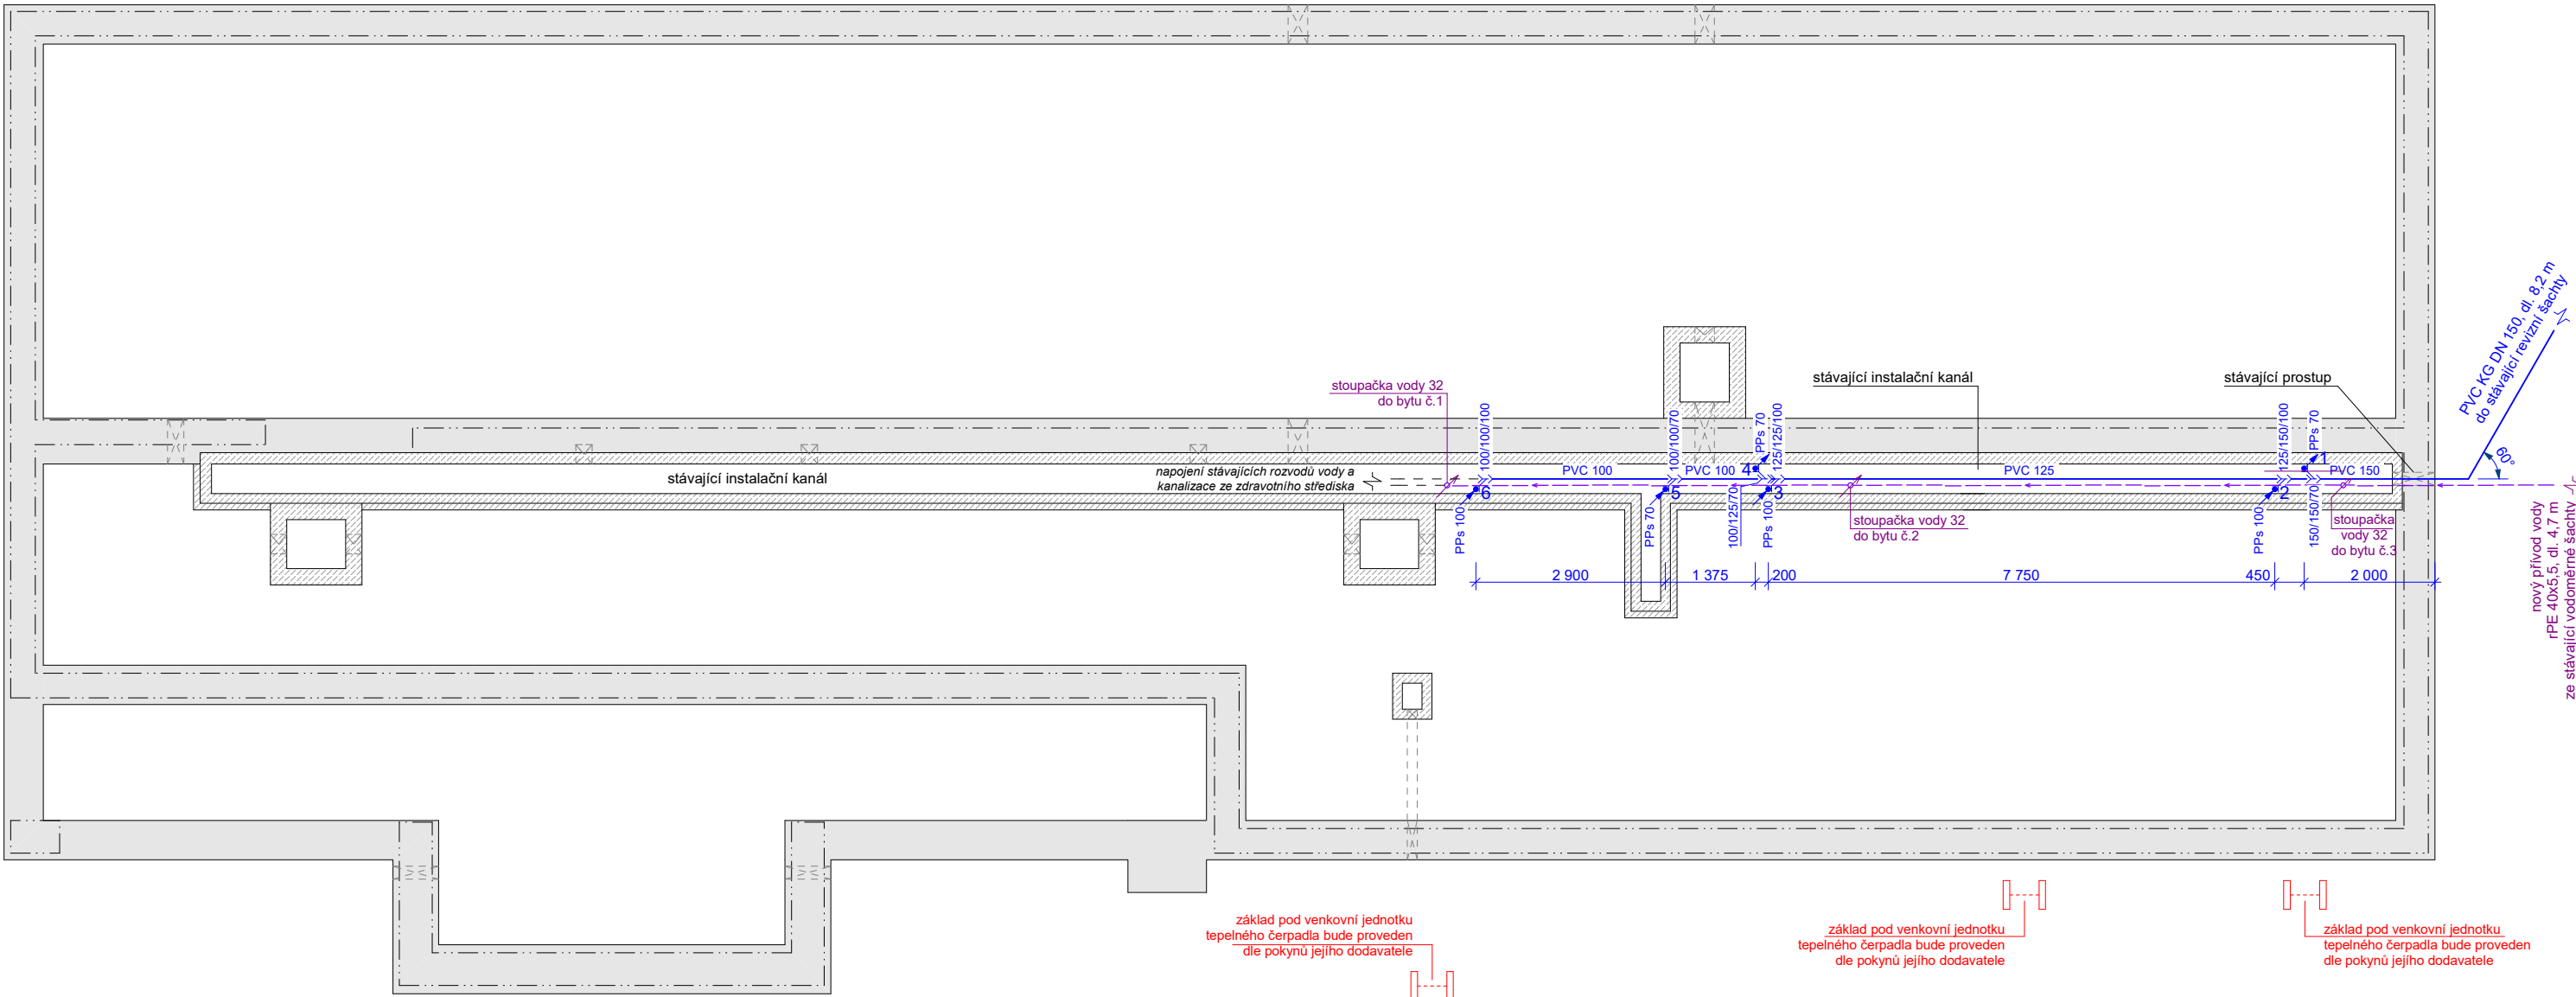 PVC KG DN 150, dl. 8,2 m
do stávající revizní šachty
60°
stávající instalační kanál
stávající prostup
stoupačka vody 32
do bytu č.1
100/100/100
100/100/70
PPs 70
125/125/100
125/150/100
PPs 70
napojení stávajících rozvodů vody a
kanalizace ze zdravotního střediska
stávající instalační kanál
PVC 100
PVC 100
PVC 125
PVC 150
4
1
6
5
3
2
PPs 100
PPs 70
100/125/70
PPs 100
stoupačka vody 32
do bytu č.2
PPs 100
150/150/70
stoupačka
vody 32
do bytu č.3
nový přívod vody
rPE 40x5,5, dl. 4,7 m
ze stávající vodoměrné šachty
2 900
1 375
200
7 750
450
2 000
základ pod venkovní jednotku
tepelného čerpadla bude proveden
dle pokynů jejího dodavatele
základ pod venkovní jednotku
tepelného čerpadla bude proveden
dle pokynů jejího dodavatele
základ pod venkovní jednotku
tepelného čerpadla bude proveden
dle pokynů jejího dodavatele